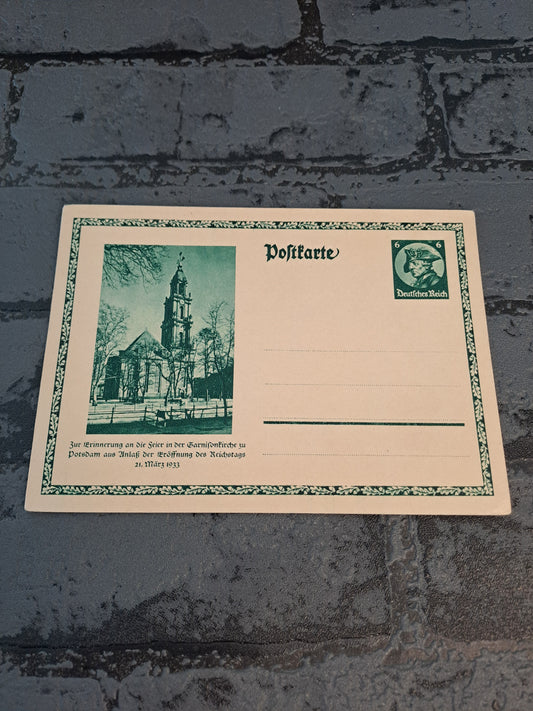 Postkarte
6 6
Deutsches Reich
Zur Erinnerung an die Feier in der Garnisonkirche zu
Potsdam aus Anlaß der Eröffnung des Reichstags
21. März 1933